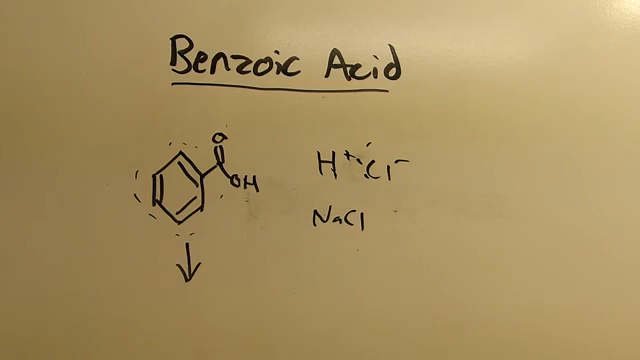 Benzoic Acid
O
OH
H+ Cl-
NaCl